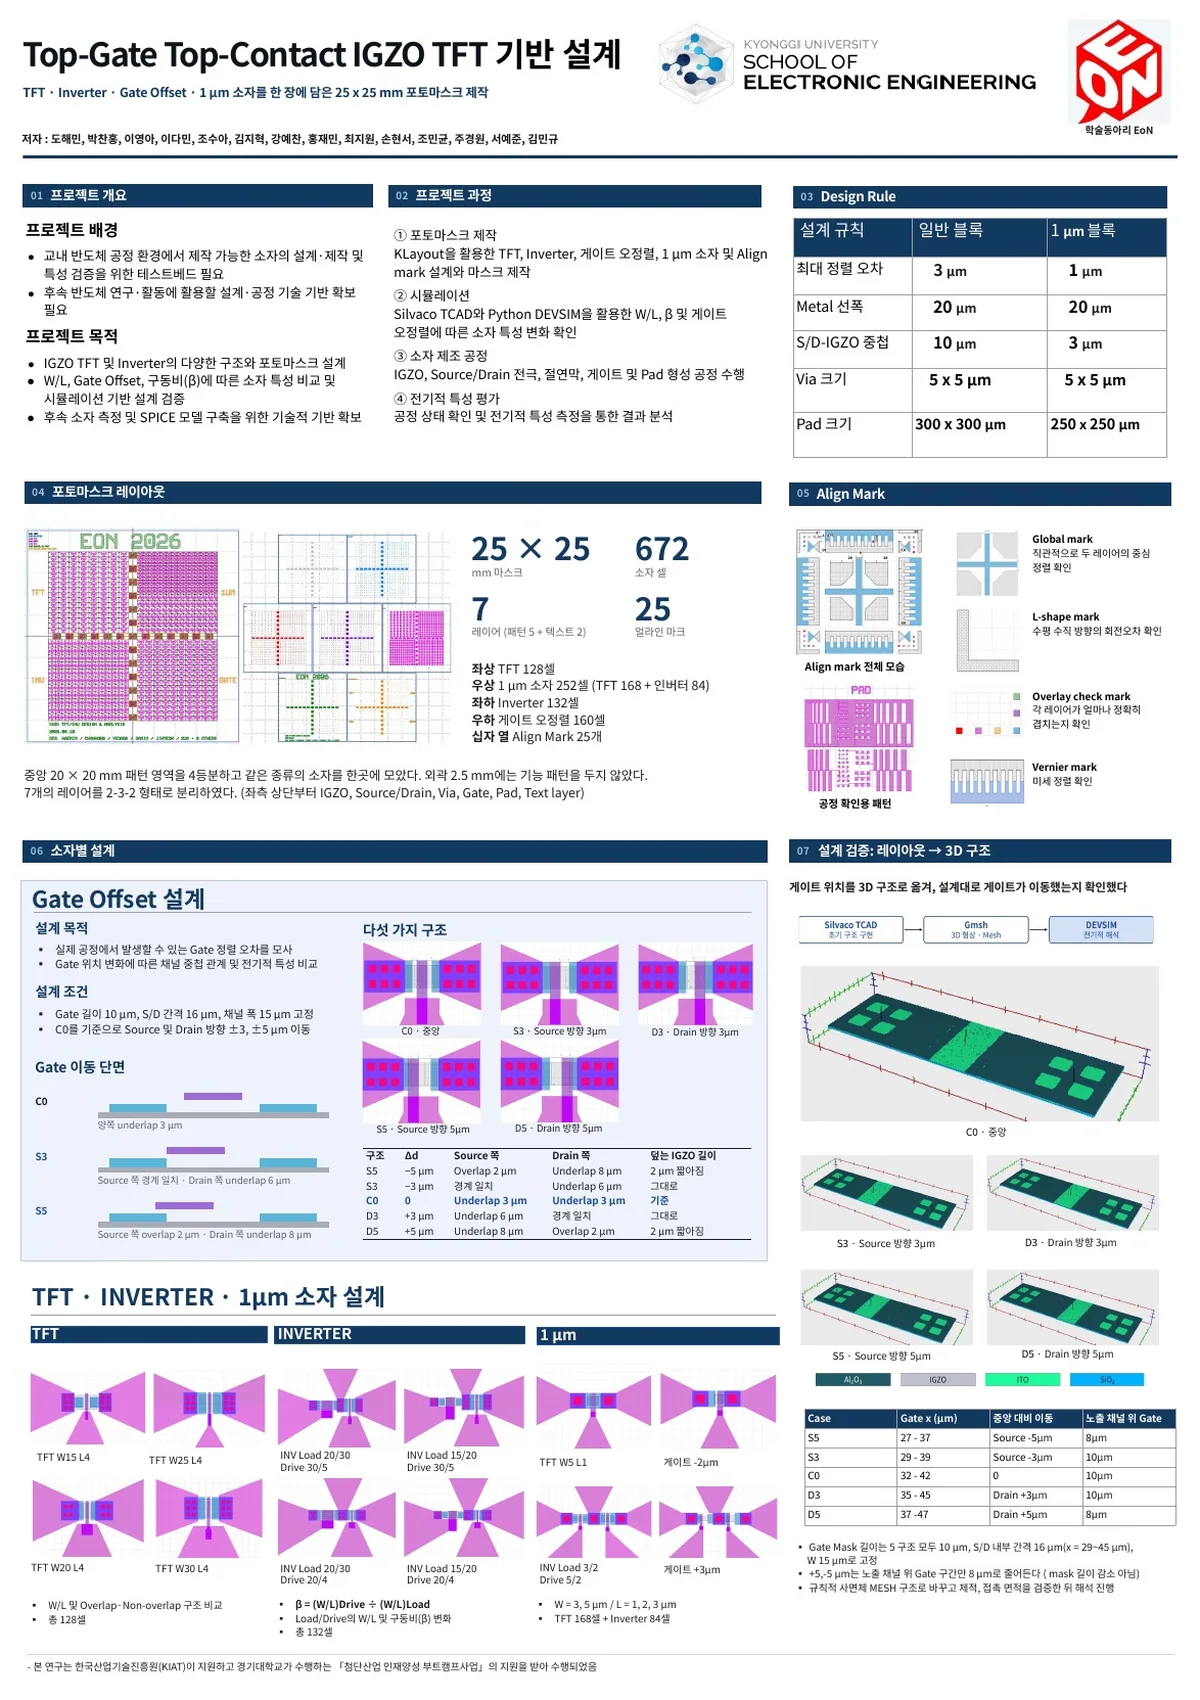 Top-Gate Top-Contact IGZO TFT 기반 설계
TFT · Inverter · Gate Offset · 1 μm 소자를 한 장에 담은 25 x 25 mm 포토마스크 제작
KYONGGI UNIVERSITY
SCHOOL OF
ELECTRONIC ENGINEERING
EON
학술동아리 EoN
저자 : 도해민, 박찬홍, 이영아, 이다민, 조수아, 김지혁, 강예찬, 홍재민, 최지원, 손현서, 조민균, 주경원, 서예준, 김민규
01 프로젝트 개요
프로젝트 배경
• 교내 반도체 공정 환경에서 제작 가능한 소자의 설계·제작 및
특성 검증을 위한 테스트베드 필요
• 후속 반도체 연구·활동에 활용할 설계·공정 기술 기반 확보
필요
프로젝트 목적
• IGZO TFT 및 Inverter의 다양한 구조와 포토마스크 설계
• W/L, Gate Offset, 구동비(β)에 따른 소자 특성 비교 및
시뮬레이션 기반 설계 검증
• 후속 소자 측정 및 SPICE 모델 구축을 위한 기술적 기반 확보
02 프로젝트 과정
① 포토마스크 제작
KLayout을 활용한 TFT, Inverter, 게이트 오정렬, 1 μm 소자 및 Align
mark 설계와 마스크 제작
② 시뮬레이션
Silvaco TCAD와 Python DEVSIM을 활용한 W/L, β 및 게이트
오정렬에 따른 소자 특성 변화 확인
③ 소자 제조 공정
IGZO, Source/Drain 전극, 절연막, 게이트 및 Pad 형성 공정 수행
④ 전기적 특성 평가
공정 상태 확인 및 전기적 특성 측정을 통한 결과 분석
03 Design Rule
설계 규칙 일반 블록 1 μm 블록
최대 정렬 오차 3 μm 1 μm
Metal 선폭 20 μm 20 μm
S/D-IGZO 중첩 10 μm 3 μm
Via 크기 5 x 5 μm 5 x 5 μm
Pad 크기 300 x 300 μm 250 x 250 μm
04 포토마스크 레이아웃
EON 2026
TFT
1UM
INV
GATE
EON 2026
25 × 25
mm 마스크
672
소자 셀
7
레이어 (패턴 5 + 텍스트 2)
25
얼라인 마크
좌상 TFT 128셀
우상 1 μm 소자 252셀 (TFT 168 + 인버터 84)
좌하 Inverter 132셀
우하 게이트 오정렬 160셀
십자 열 Align Mark 25개
중앙 20 × 20 mm 패턴 영역을 4등분하고 같은 종류의 소자를 한곳에 모았다. 외곽 2.5 mm에는 기능 패턴을 두지 않았다.
7개의 레이어를 2-3-2 형태로 분리하였다. (좌측 상단부터 IGZO, Source/Drain, Via, Gate, Pad, Text layer)
05 Align Mark
Align mark 전체 모습
PAD
공정 확인용 패턴
Global mark
직관적으로 두 레이어의 중심
정렬 확인
L-shape mark
수평 수직 방향의 회전오차 확인
Overlay check mark
각 레이어가 얼마나 정확히
겹치는지 확인
Vernier mark
미세 정렬 확인
06 소자별 설계
Gate Offset 설계
설계 목적
• 실제 공정에서 발생할 수 있는 Gate 정렬 오차를 모사
• Gate 위치 변화에 따른 채널 중첩 관계 및 전기적 특성 비교
설계 조건
• Gate 길이 10 μm, S/D 간격 16 μm, 채널 폭 15 μm 고정
• C0를 기준으로 Source 및 Drain 방향 ±3, ±5 μm 이동
Gate 이동 단면
C0
양쪽 underlap 3 μm
S3
Source 쪽 경계 일치 · Drain 쪽 underlap 6 μm
S5
Source 쪽 overlap 2 μm · Drain 쪽 underlap 8 μm
다섯 가지 구조
C0 · 중앙
S3 · Source 방향 3μm
D3 · Drain 방향 3μm
S5 · Source 방향 5μm
D5 · Drain 방향 5μm
구조 Δd Source 쪽 Drain 쪽 덮는 IGZO 길이
S5 −5 μm Overlap 2 μm Underlap 8 μm 2 μm 짧아짐
S3 −3 μm 경계 일치 Underlap 6 μm 그대로
C0 0 Underlap 3 μm Underlap 3 μm 기준
D3 +3 μm Underlap 6 μm 경계 일치 그대로
D5 +5 μm Underlap 8 μm Overlap 2 μm 2 μm 짧아짐
TFT · INVERTER · 1μm 소자 설계
TFT
TFT W15 L4
TFT W25 L4
TFT W20 L4
TFT W30 L4
• W/L 및 Overlap·Non-overlap 구조 비교
• 총 128셀
INVERTER
INV Load 20/30
Drive 30/5
INV Load 15/20
Drive 30/5
INV Load 20/30
Drive 20/4
INV Load 15/20
Drive 20/4
• β = (W/L)Drive ÷ (W/L)Load
• Load/Drive의 W/L 및 구동비(β) 변화
• 총 132셀
1 μm
TFT W5 L1
게이트 -2μm
INV Load 3/2
Drive 5/2
게이트 +3μm
• W = 3, 5 μm / L = 1, 2, 3 μm
• TFT 168셀 + Inverter 84셀
07 설계 검증: 레이아웃 → 3D 구조
게이트 위치를 3D 구조로 옮겨, 설계대로 게이트가 이동했는지 확인했다
Silvaco TCAD
초기 구조 구현
Gmsh
3D 형상 · Mesh
DEVSIM
전기적 해석
C0 · 중앙
S3 · Source 방향 3μm
D3 · Drain 방향 3μm
S5 · Source 방향 5μm
D5 · Drain 방향 5μm
Al₂O₃ IGZO ITO SiO₂
Case Gate x (μm) 중앙 대비 이동 노출 채널 위 Gate
S5 27 - 37 Source -5μm 8μm
S3 29 - 39 Source -3μm 10μm
C0 32 - 42 0 10μm
D3 35 - 45 Drain +3μm 10μm
D5 37 -47 Drain +5μm 8μm
• Gate Mask 길이는 5 구조 모두 10 μm, S/D 내부 간격 16 μm(x = 29~45 μm),
W 15 μm로 고정
• +5,-5 μm는 노출 채널 위 Gate 구간만 8 μm로 줄어든다 ( mask 길이 감소 아님)
• 규칙적 사면체 MESH 구조로 바꾸고 체적, 접촉 면적을 검증한 뒤 해석 진행
- 본 연구는 한국산업기술진흥원(KIAT)이 지원하고 경기대학교가 수행하는 「첨단산업 인재양성 부트캠프사업」의 지원을 받아 수행되었음